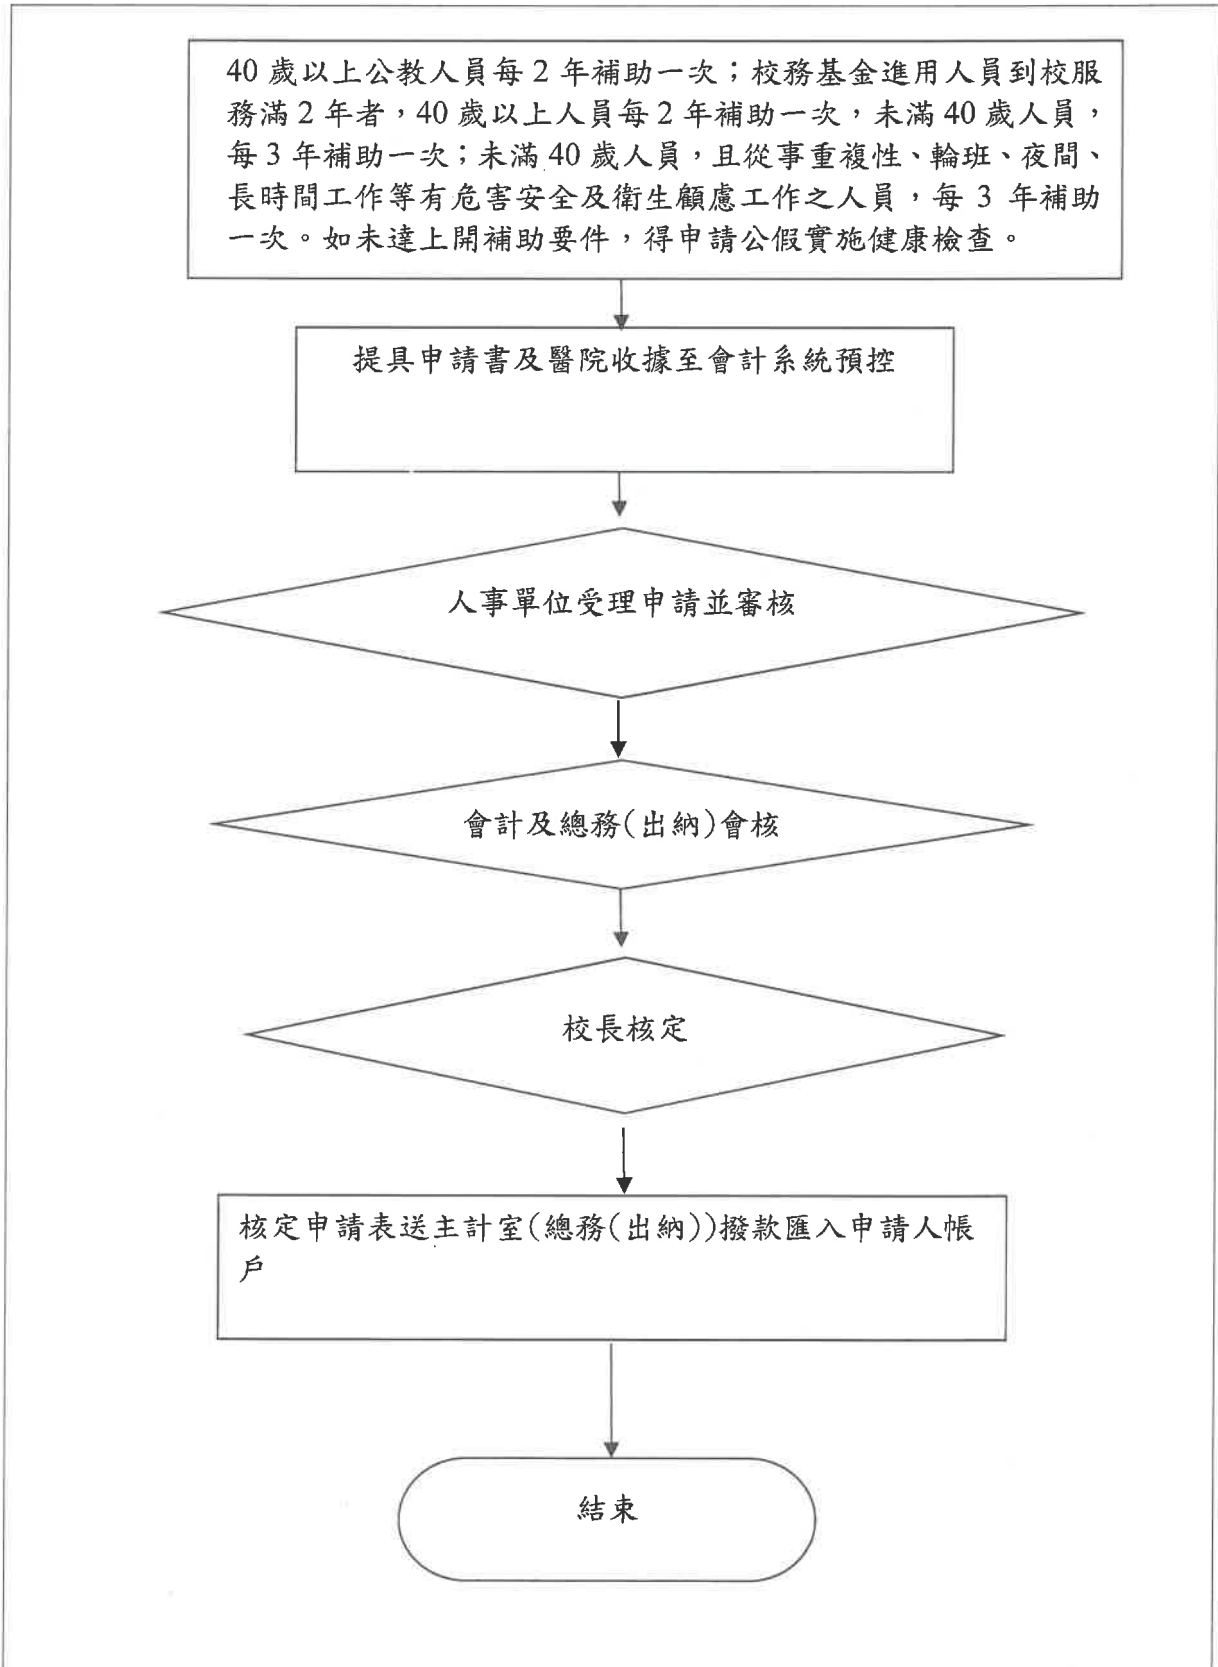 40 歲以上公教人員每 2 年補助一次；校務基金進用人員到校服
務滿 2 年者，40 歲以上人員每 2 年補助一次，未滿 40 歲人員，
每 3 年補助一次；未滿 40 歲人員，且從事重複性、輪班、夜間、
長時間工作等有危害安全及衛生顧慮工作之人員，每 3 年補助
一次。如未達上開補助要件，得申請公假實施健康檢查。
提具申請書及醫院收據至會計系統預控
人事單位受理申請並審核
會計及總務(出納)會核
校長核定
核定申請表送主計室(總務(出納))撥款匯入申請人帳
戶
結束